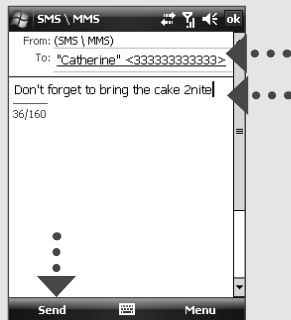 SMS \ MMS ok
From: (SMS \ MMS)
To: "Catherine" <333333333333>
Don't forget to bring the cake 2nite
36/160
Send Menu